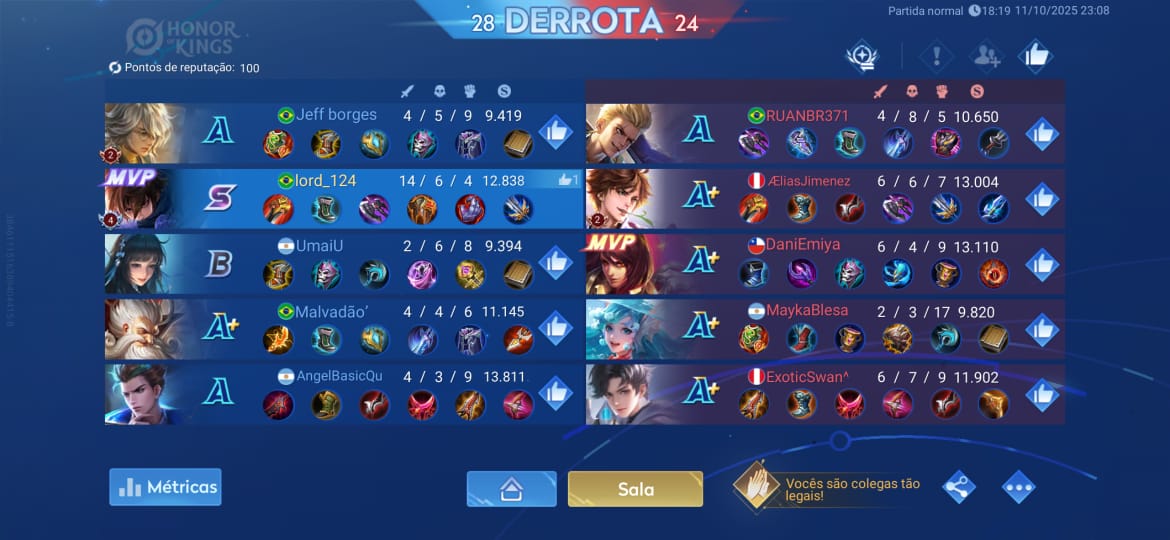 28 DERROTA 24
Partida normal 18:19 11/10/2025 23:08
HONOR
OF KINGS
Pontos de reputação: 100
Jeff borges 4 / 5 / 9 9.419
A
2
RUANBR371 4 / 8 / 5 10.650
A
MVP
lord_124 14 / 6 / 4 12.838
1
S
4
ÆliasJimenez 6 / 6 / 7 13.004
A+
2
UmaiU 2 / 6 / 8 9.394
B
MVP
DaniEmiya 6 / 4 / 9 13.110
A+
Malvadão’ 4 / 4 / 6 11.145
A+
MaykaBlesa 2 / 3 / 17 9.820
A+
AngelBasicQu 4 / 3 / 9 13.811
A
ExoticSwan^ 6 / 7 / 9 11.902
A+
Métricas
Sala
Vocês são colegas tão
legais!